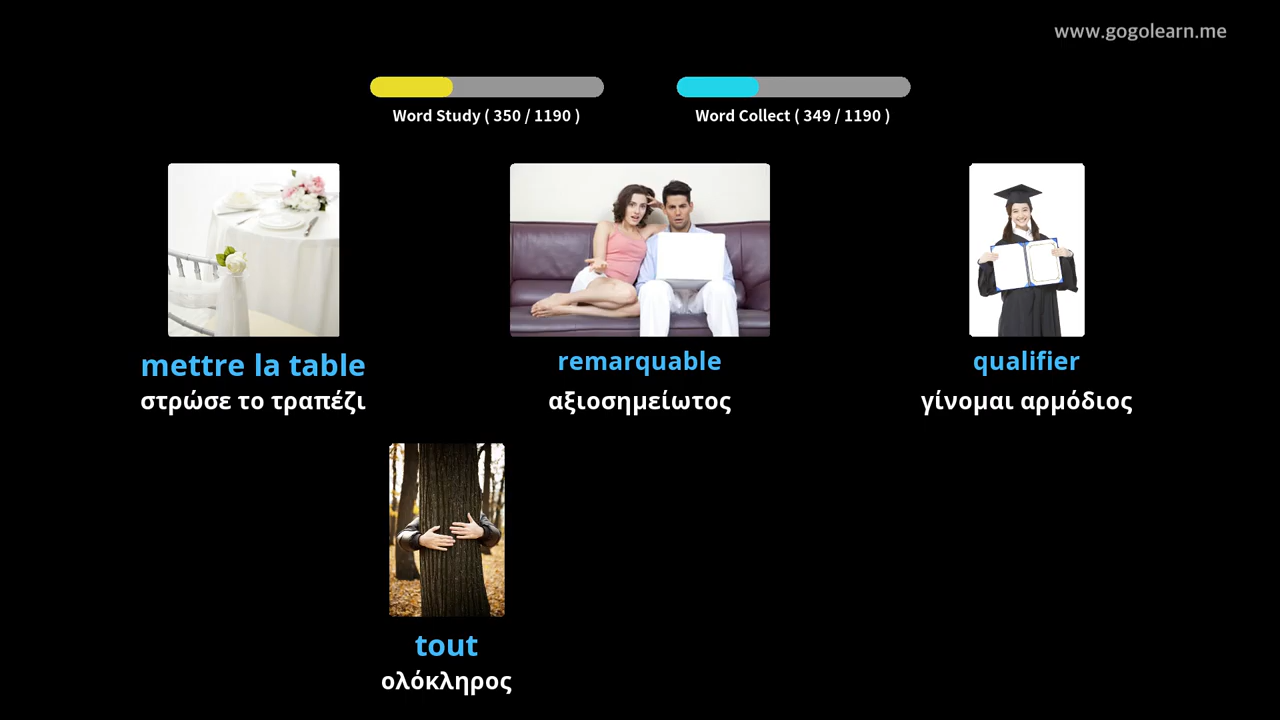 www.gogolearn.me
Word Study ( 350 / 1190 )
Word Collect ( 349 / 1190 )
mettre la table
στρώσε το τραπέζι
remarquable
αξιοσημείωτος
qualifier
γίνομαι αρμόδιος
tout
ολόκληρος